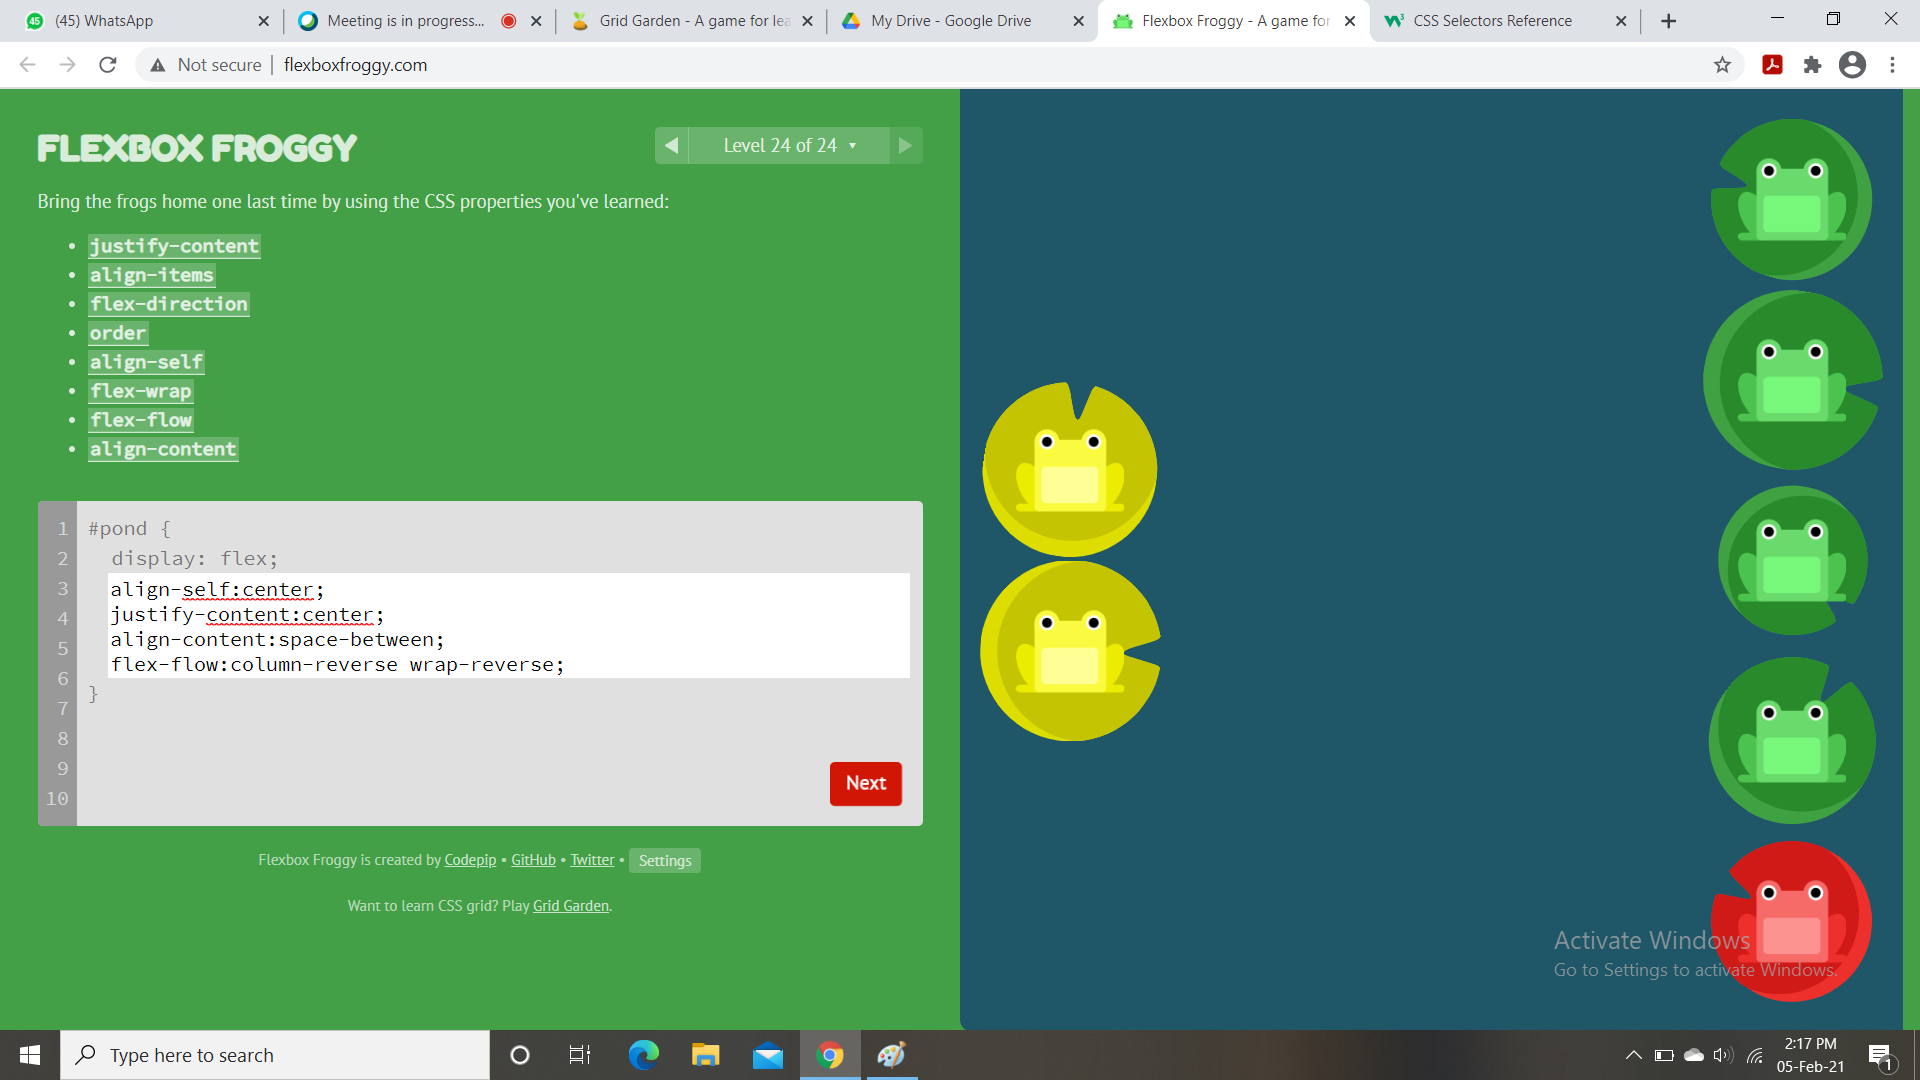 45 (45) WhatsApp
Meeting is in progress...
Grid Garden - A game for lea
My Drive - Google Drive
Flexbox Froggy - A game for
CSS Selectors Reference
Not secure | flexboxfroggy.com
FLEXBOX FROGGY
Level 24 of 24
Bring the frogs home one last time by using the CSS properties you've learned:
justify-content
align-items
flex-direction
order
align-self
flex-wrap
flex-flow
align-content
1 #pond {
2 display: flex;
3 align-self:center;
4 justify-content:center;
5 align-content:space-between;
6 flex-flow:column-reverse wrap-reverse;
7 }
8
9
10
Next
Flexbox Froggy is created by Codepip • GitHub • Twitter • Settings
Want to learn CSS grid? Play Grid Garden.
Activate Windows
Go to Settings to activate Windows.
Type here to search
2:17 PM
05-Feb-21
1